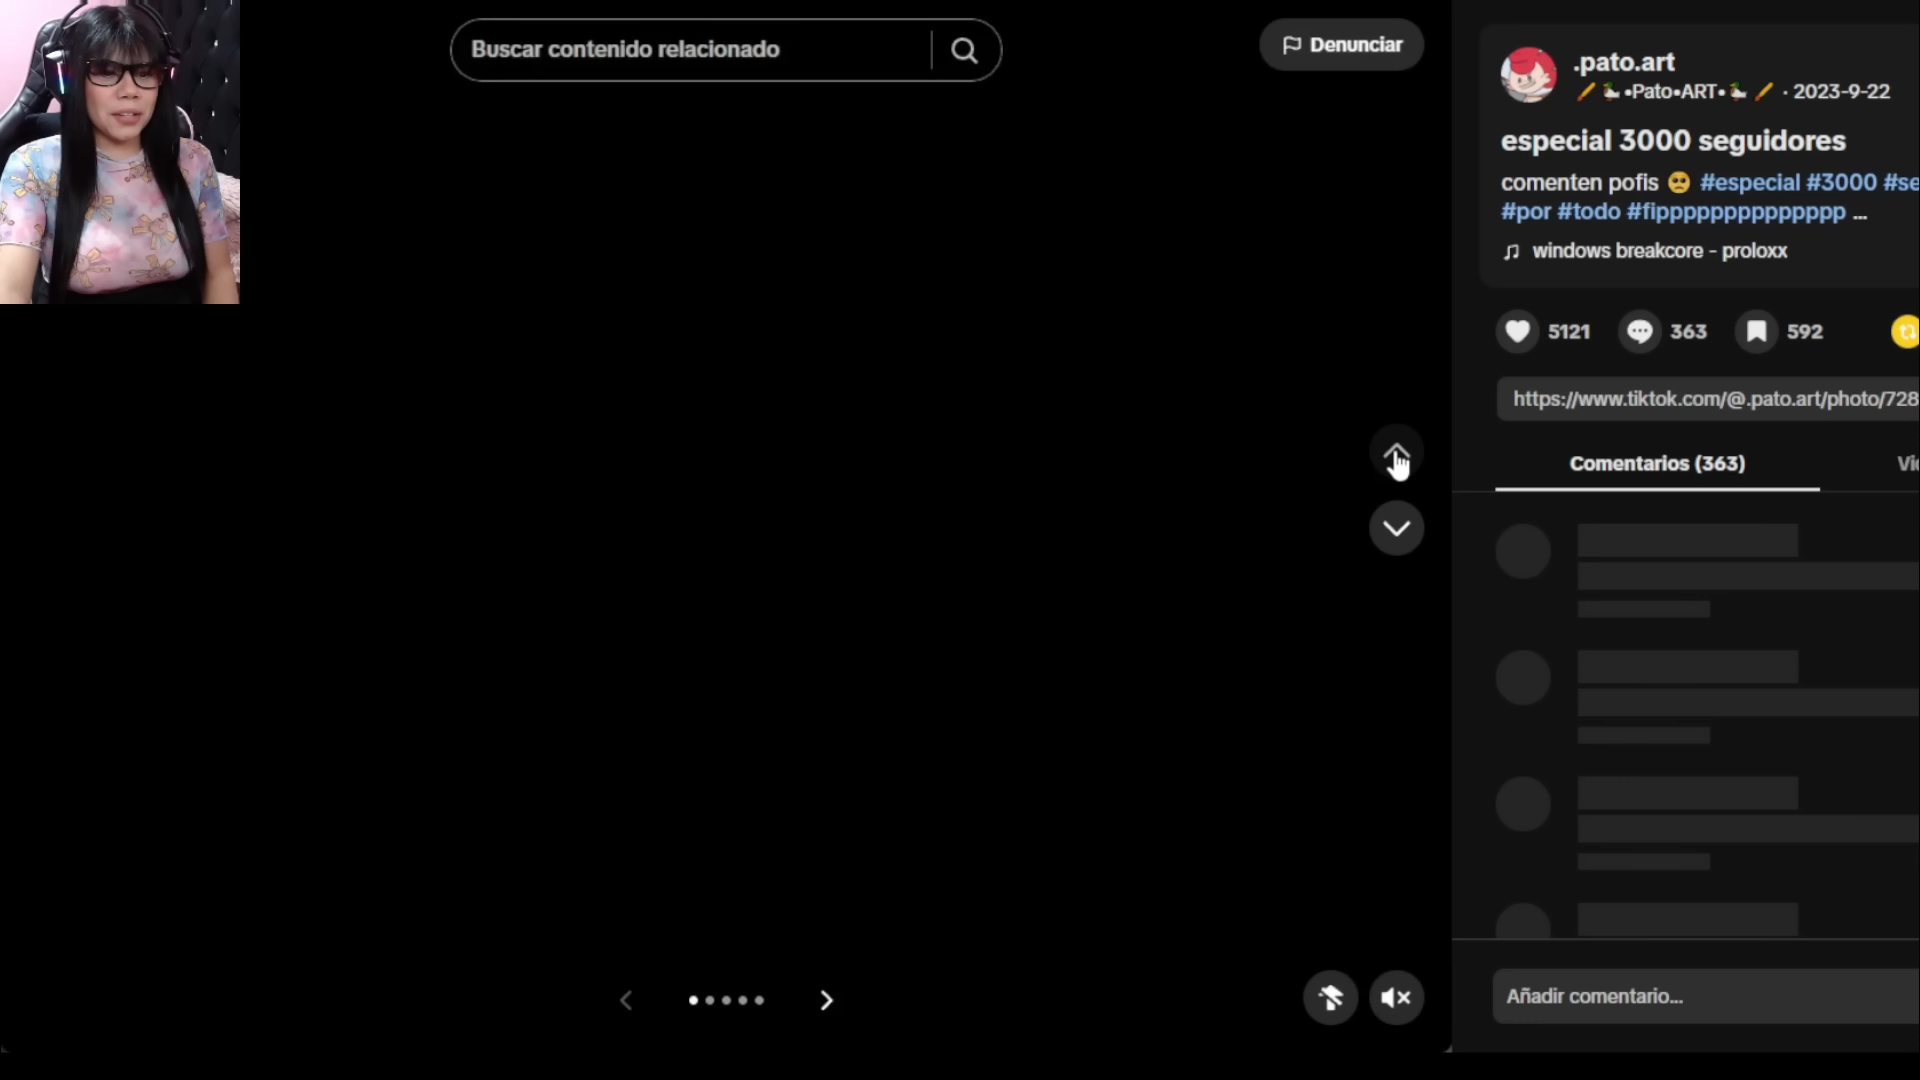 Buscar contenido relacionado
Denunciar
.pato.art
•Pato•ART• · 2023-9-22
especial 3000 seguidores
comenten pofis 🥺 #especial #3000 #se
#por #todo #fipppppppppppppp ...
windows breakcore - proloxx
5121
363
592
https://www.tiktok.com/@.pato.art/photo/728
Comentarios (363)
Añadir comentario...